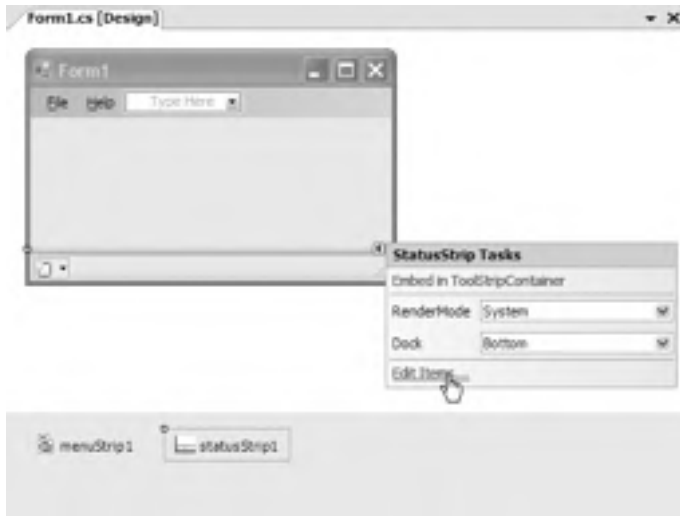 Form1.cs [Design]
Form1
File Help Type Here
StatusStrip Tasks
Embed in ToolStripContainer
RenderMode System
Dock Bottom
Edit Items...
menuStrip1 statusStrip1